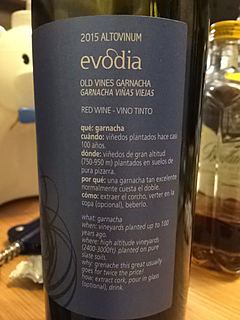 2015 ALTOVINUM
evodia
OLD VINES GARNACHA
GARNACHA VIÑAS VIEJAS
RED WINE - VINO TINTO
qué: garnacha
cuándo: viñedos plantados hace casi
100 años.
dónde: viñedos de gran altitud
(750-950 m) plantados en suelos de
pura pizarra.
por qué: una garnacha tan excelente
normalmente cuesta el doble.
cómo: extraer el corcho, verter en la
copa (opcional), beberlo.
what: garnacha
when: vineyards planted up to 100
years ago.
where: high altitude vineyards
(2400-3000ft) planted on pure
slate soils.
why: grenache this great usually
goes for twice the price!
how: extract cork, pour in glass
(optional), drink.